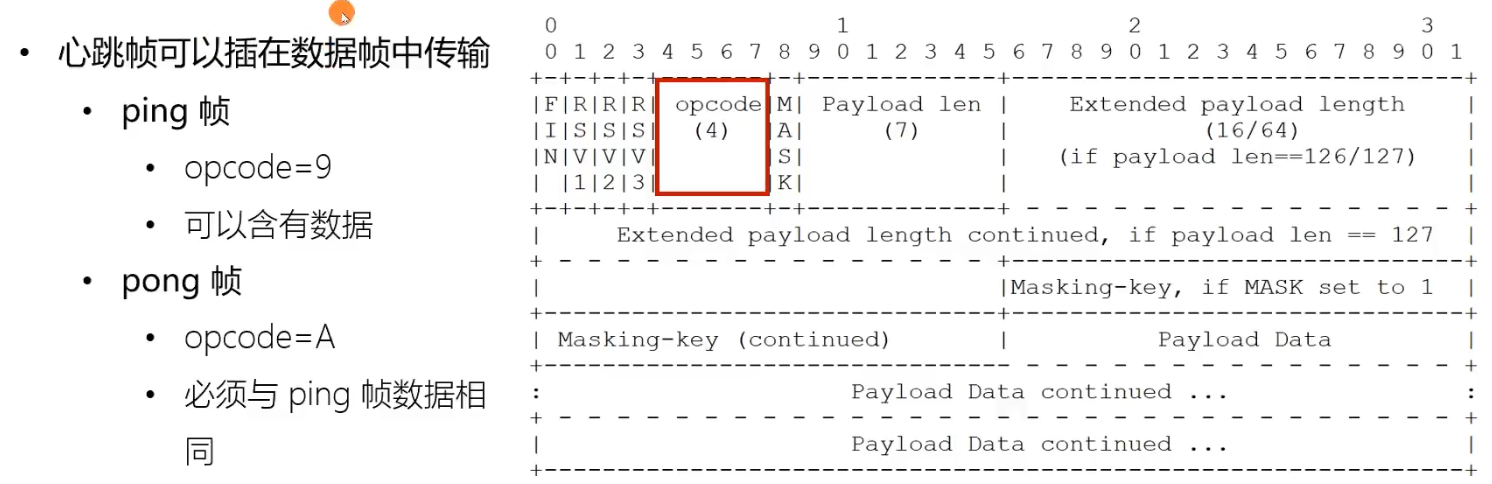 • 心跳帧可以插在数据帧中传输
• ping 帧
• opcode=9
• 可以含有数据
• pong 帧
• opcode=A
• 必须与 ping 帧数据相
同
0 1 2 3
0 1 2 3 4 5 6 7 8 9 0 1 2 3 4 5 6 7 8 9 0 1 2 3 4 5 6 7 8 9 0 1
+-+-+-+-+-------+-+-------------+-------------------------------+
|F|R|R|R| opcode|M| Payload len | Extended payload length |
|I|S|S|S| (4) |A| (7) | (16/64) |
|N|V|V|V| |S| | (if payload len==126/127) |
| |1|2|3| |K| | |
+-+-+-+-+-------+-+-------------+ - - - - - - - - - - - - - - - +
| Extended payload length continued, if payload len == 127 |
+ - - - - - - - - - - - - - - - +-------------------------------+
| |Masking-key, if MASK set to 1 |
+-------------------------------+-------------------------------+
| Masking-key (continued) | Payload Data |
+-------------------------------- - - - - - - - - - - - - - - - +
: Payload Data continued ... :
+ - - - - - - - - - - - - - - - - - - - - - - - - - - - - - - - +
| Payload Data continued ... |
+---------------------------------------------------------------+